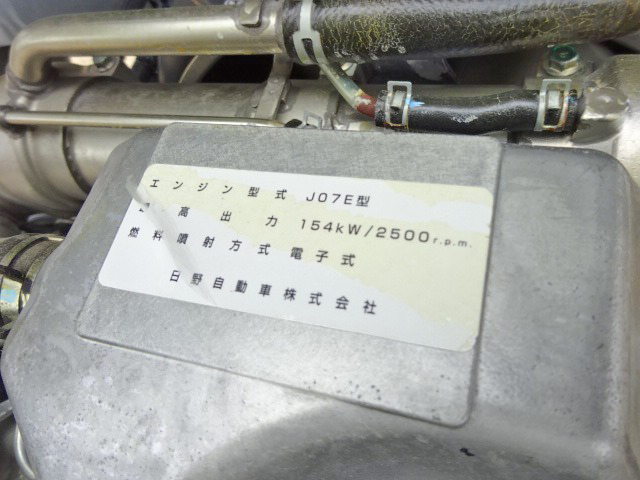 エンジン型式 J07E型
高出力 154kW/2500r.p.m.
燃料噴射方式 電子式
日野自動車株式会社